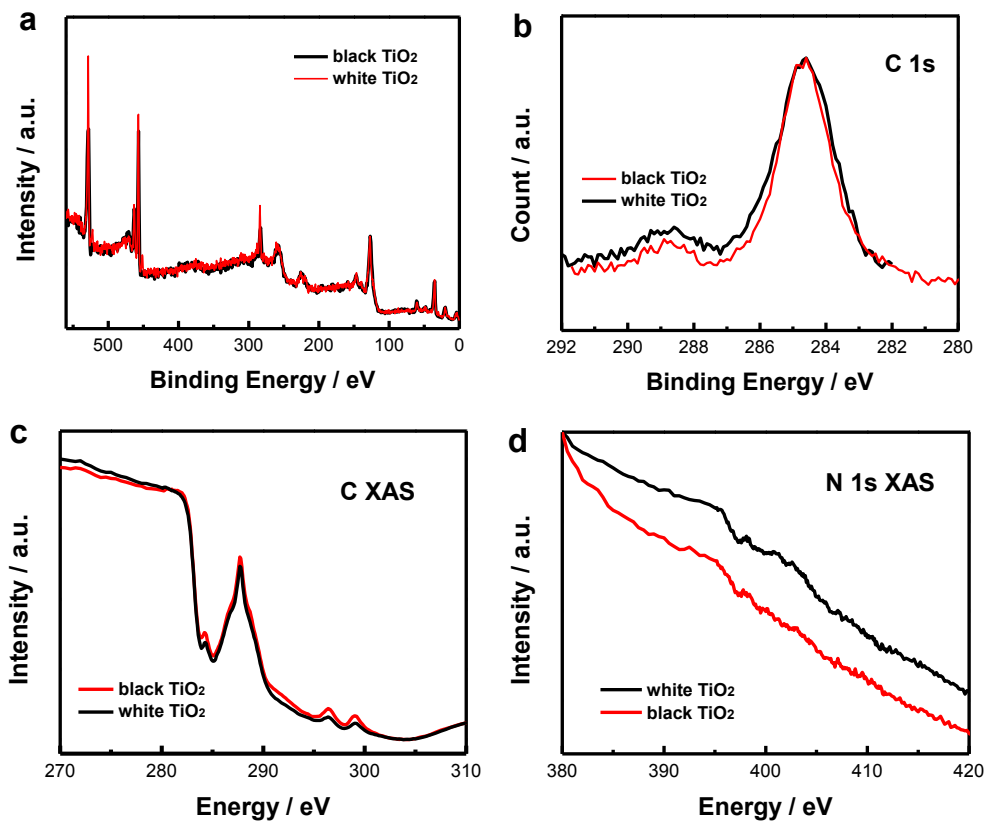 a
black TiO₂
white TiO₂
Intensity / a.u.
500 400 300 200 100 0
Binding Energy / eV
b
C 1s
black TiO₂
white TiO₂
Count / a.u.
292 290 288 286 284 282 280
Binding Energy / eV
c
C XAS
black TiO₂
white TiO₂
Intensity / a.u.
270 280 290 300 310
Energy / eV
d
N 1s XAS
white TiO₂
black TiO₂
Intensity / a.u.
380 390 400 410 420
Energy / eV